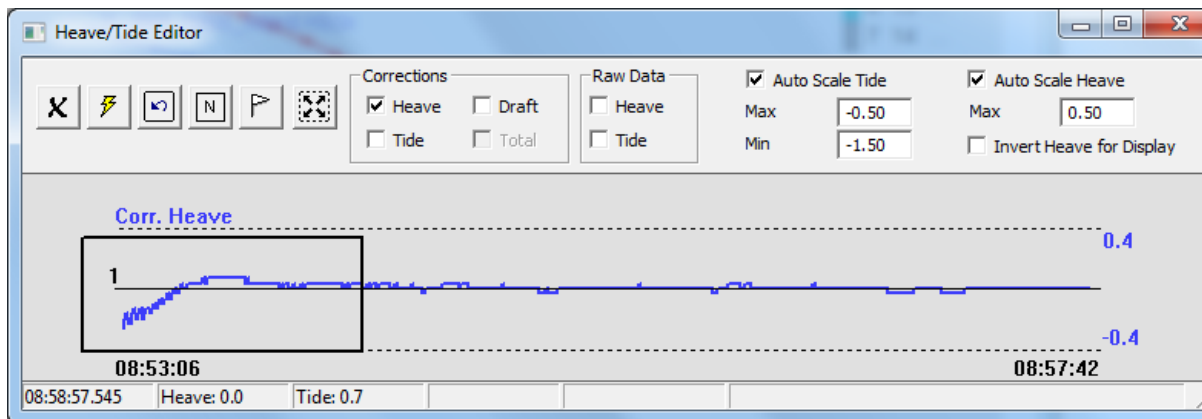 Heave/Tide Editor
Corrections
Heave
Draft
Tide
Total
Raw Data
Heave
Tide
Auto Scale Tide
Max -0.50
Min -1.50
Auto Scale Heave
Max 0.50
Invert Heave for Display
N
Corr. Heave
0.4
1
-0.4
08:53:06
08:57:42
08:58:57.545
Heave: 0.0
Tide: 0.7